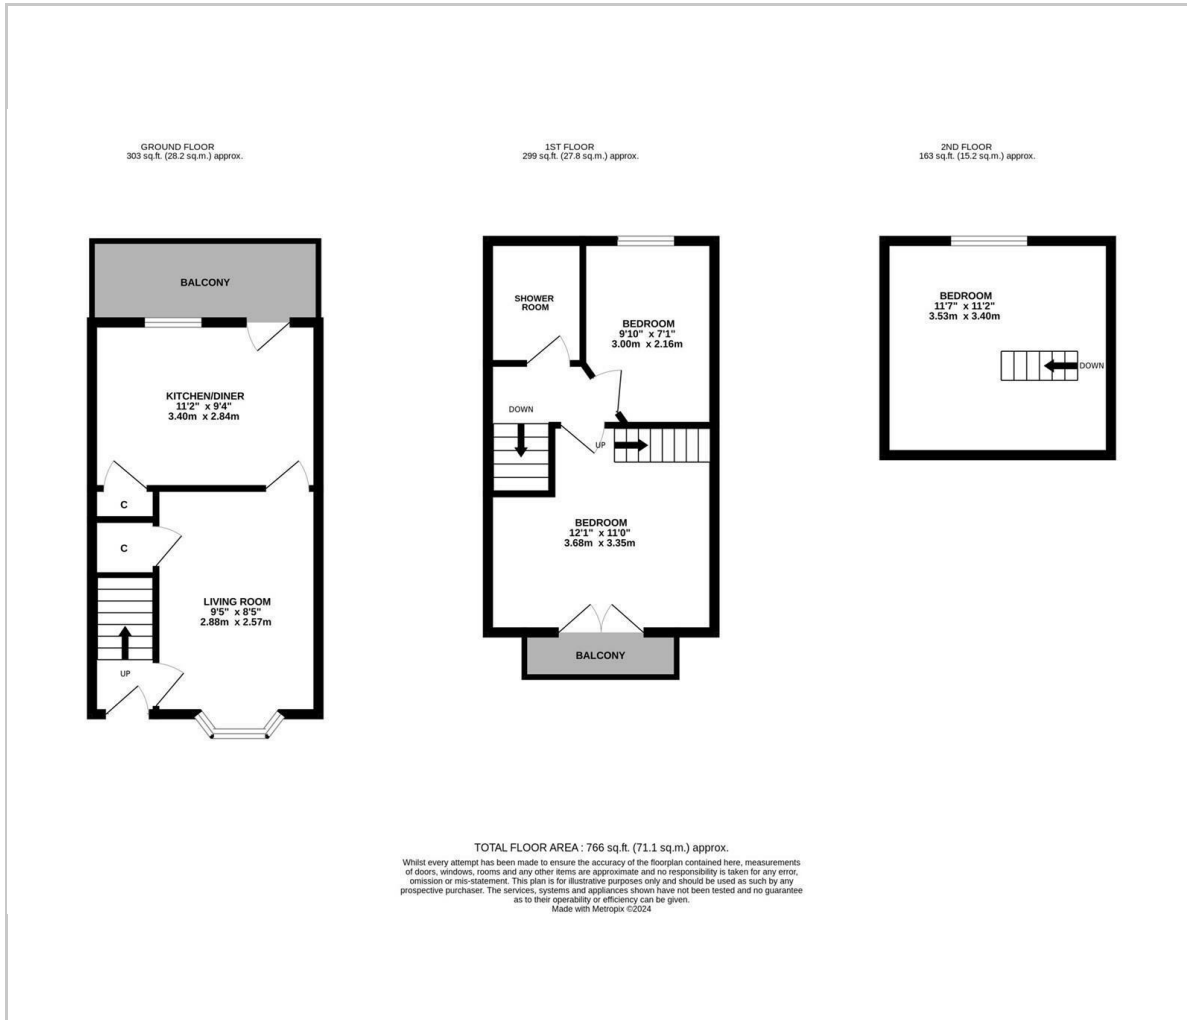 GROUND FLOOR
303 sq.ft. (28.2 sq.m.) approx.
BALCONY
KITCHEN/DINER
11'2" x 9'4"
3.40m x 2.84m
C
C
LIVING ROOM
9'5" x 8'5"
2.88m x 2.57m
UP
1ST FLOOR
299 sq.ft. (27.8 sq.m.) approx.
SHOWER
ROOM
BEDROOM
9'10" x 7'1"
3.00m x 2.16m
DOWN
UP
BEDROOM
12'1" x 11'0"
3.68m x 3.35m
BALCONY
2ND FLOOR
163 sq.ft. (15.2 sq.m.) approx.
BEDROOM
11'7" x 11'2"
3.53m x 3.40m
DOWN
TOTAL FLOOR AREA : 766 sq.ft. (71.1 sq.m.) approx.
Whilst every attempt has been made to ensure the accuracy of the floorplan contained here, measurements
of doors, windows, rooms and any other items are approximate and no responsibility is taken for any error,
omission or mis-statement. This plan is for illustrative purposes only and should be used as such by any
prospective purchaser. The services, systems and appliances shown have not been tested and no guarantee
as to their operability or efficiency can be given.
Made with Metropix ©2024